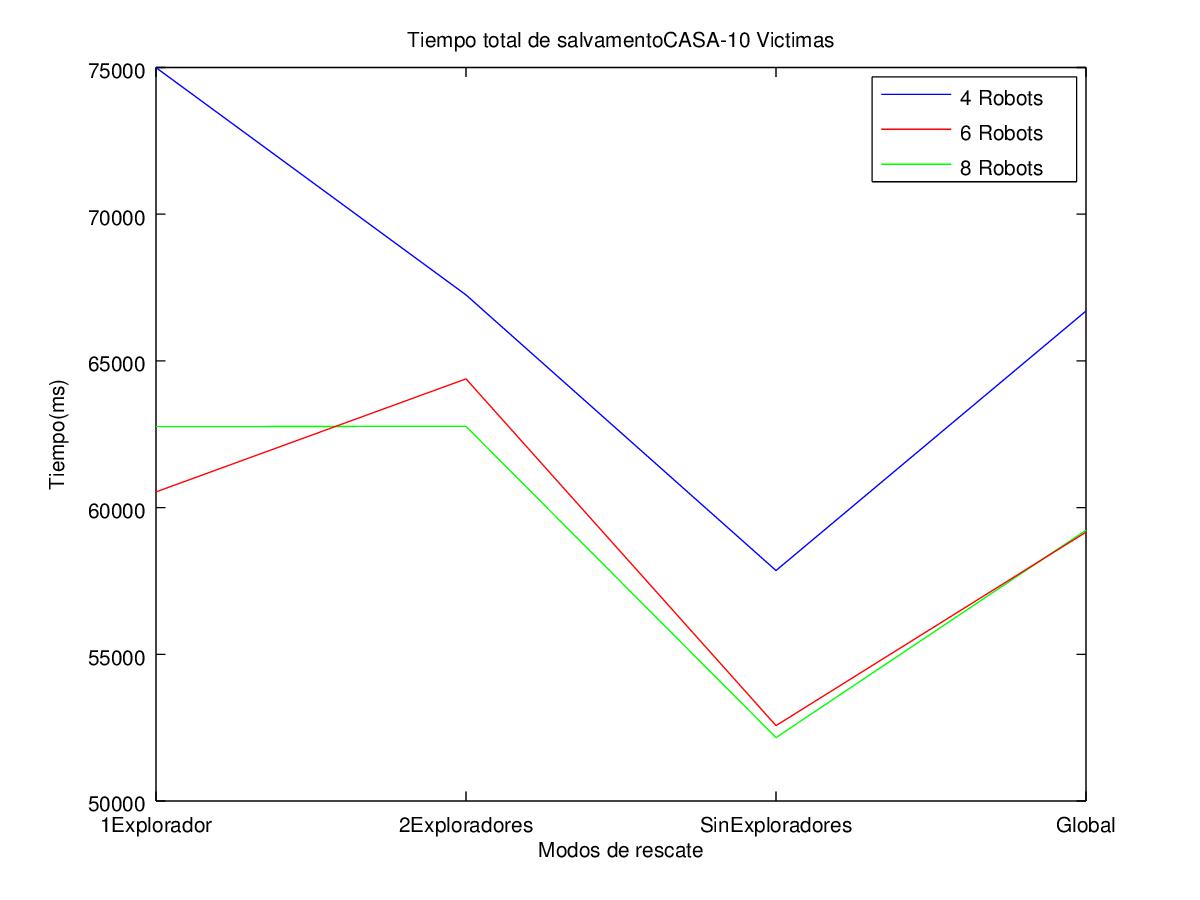 Tiempo total de salvamentoCASA-10 Victimas
75000
70000
65000
60000
55000
50000
Tiempo(ms)
4 Robots
6 Robots
8 Robots
1Explorador 2Exploradores SinExploradores Global
Modos de rescate